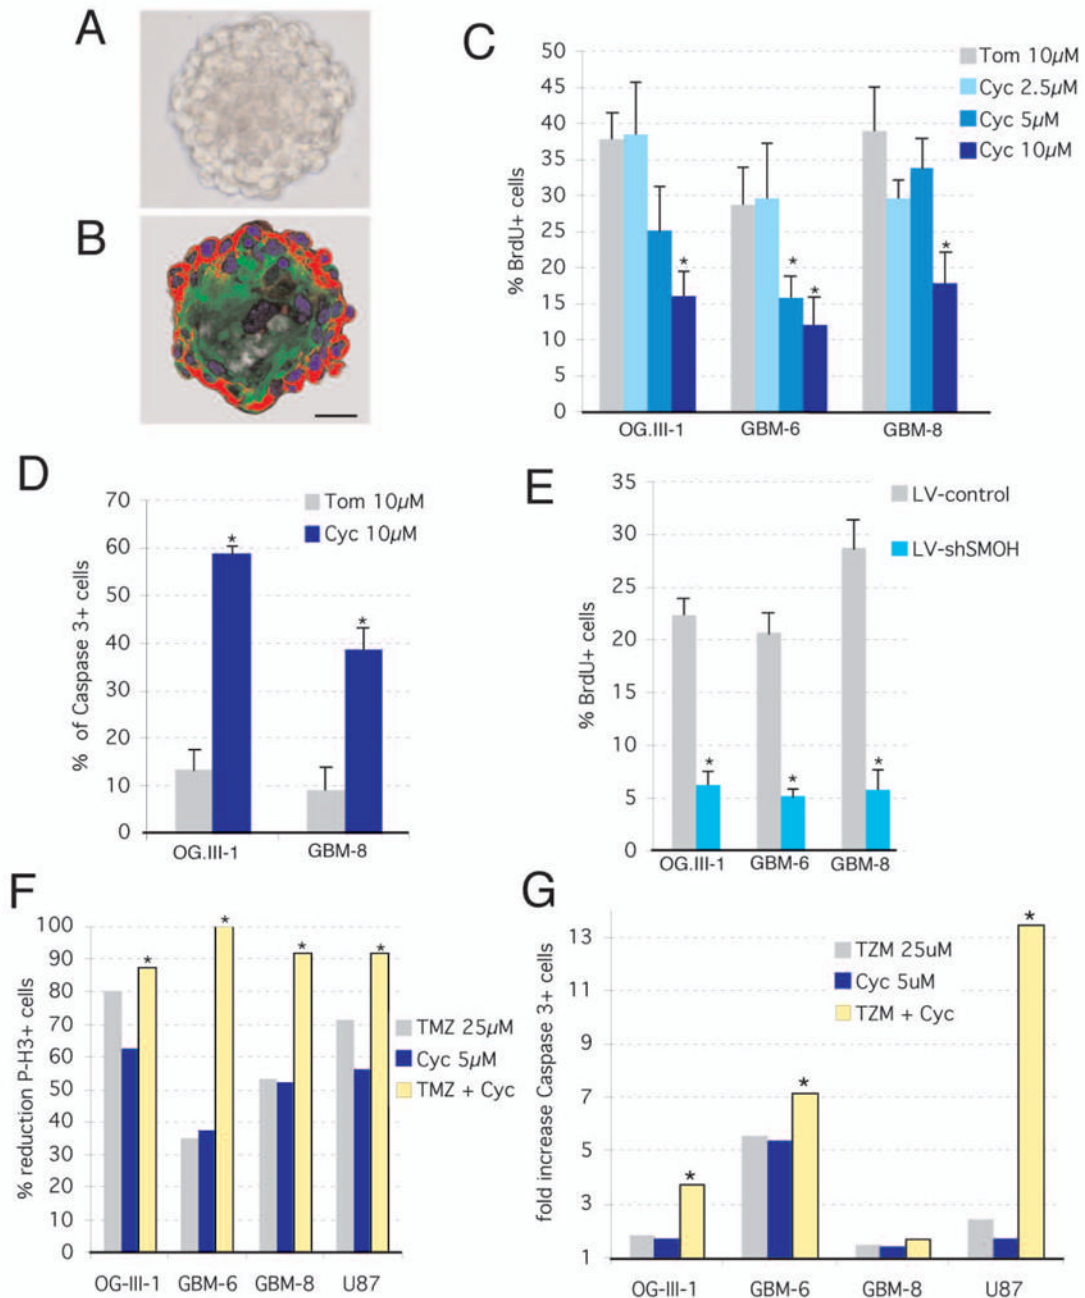 A
B
C
50
45
40
35
30
25
20
15
10
5
0
% BrdU+ cells
Tom 10µM
Cyc 2.5µM
Cyc 5µM
Cyc 10µM
*
*
*
*
OG.III-1 GBM-6 GBM-8
D
70
60
50
40
30
20
10
0
% of Caspase 3+ cells
Tom 10µM
Cyc 10µM
*
*
OG.III-1 GBM-8
E
35
30
25
20
15
10
5
0
% BrdU+ cells
LV-control
LV-shSMOH
*
*
*
OG.III-1 GBM-6 GBM-8
F
100
90
80
70
60
50
40
30
20
10
0
% reduction P-H3+ cells
TMZ 25µM
Cyc 5µM
TMZ + Cyc
*
*
*
*
OG-III-1 GBM-6 GBM-8 U87
G
13
11
9
7
5
3
1
fold increase Caspase 3+ cells
TZM 25uM
Cyc 5uM
TZM + Cyc
*
*
*
OG-III-1 GBM-6 GBM-8 U87